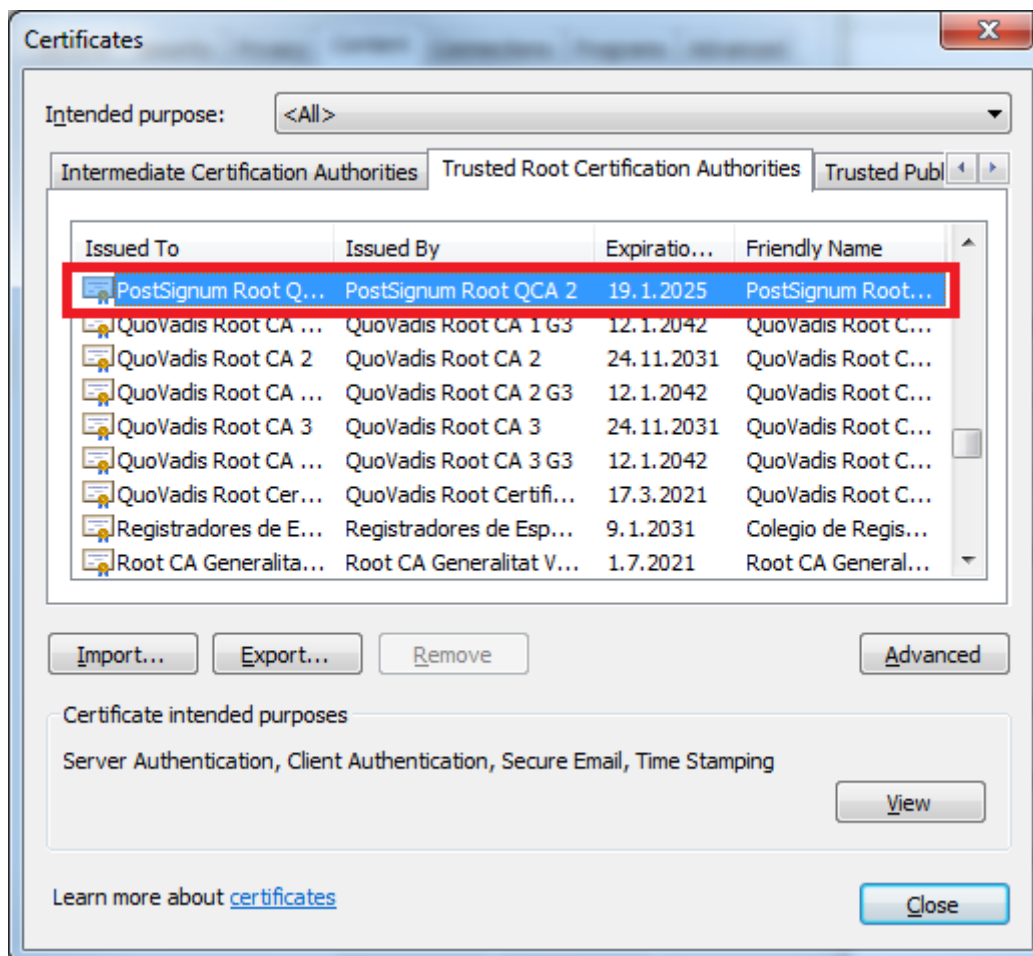 Certificates
Intended purpose: <All>
Intermediate Certification Authorities Trusted Root Certification Authorities Trusted Publ
Issued To Issued By Expiratio... Friendly Name
PostSignum Root Q... PostSignum Root QCA 2 19.1.2025 PostSignum Root...
QuoVadis Root CA ... QuoVadis Root CA 1 G3 12.1.2042 QuoVadis Root C...
QuoVadis Root CA 2 QuoVadis Root CA 2 24.11.2031 QuoVadis Root C...
QuoVadis Root CA ... QuoVadis Root CA 2 G3 12.1.2042 QuoVadis Root C...
QuoVadis Root CA 3 QuoVadis Root CA 3 24.11.2031 QuoVadis Root C...
QuoVadis Root CA ... QuoVadis Root CA 3 G3 12.1.2042 QuoVadis Root C...
QuoVadis Root Cer... QuoVadis Root Certifi... 17.3.2021 QuoVadis Root C...
Registradores de E... Registradores de Esp... 9.1.2031 Colegio de Regis...
Root CA Generalita... Root CA Generalitat V... 1.7.2021 Root CA General...
Import... Export... Remove Advanced
Certificate intended purposes
Server Authentication, Client Authentication, Secure Email, Time Stamping
View
Learn more about certificates
Close